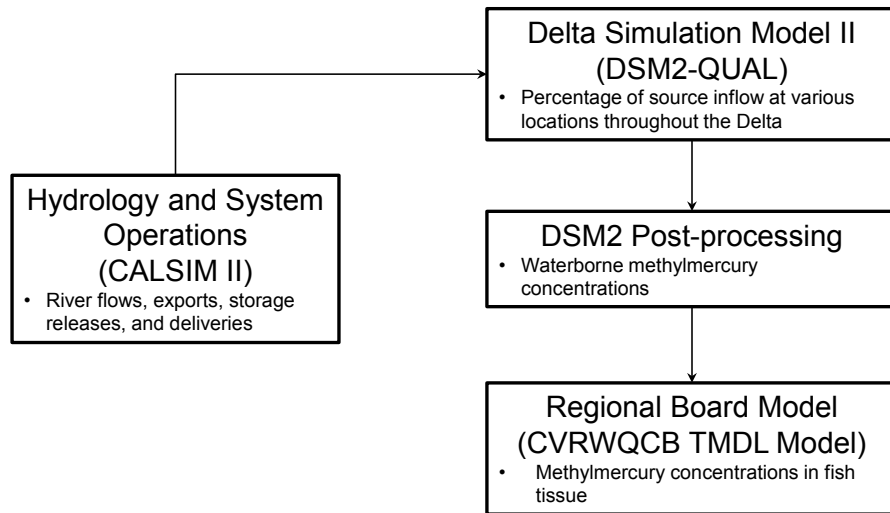 Delta Simulation Model II
(DSM2-QUAL)
• Percentage of source inflow at various
locations throughout the Delta
Hydrology and System
Operations
(CALSIM II)
• River flows, exports, storage
releases, and deliveries
DSM2 Post-processing
• Waterborne methylmercury
concentrations
Regional Board Model
(CVRWQCB TMDL Model)
• Methylmercury concentrations in fish
tissue